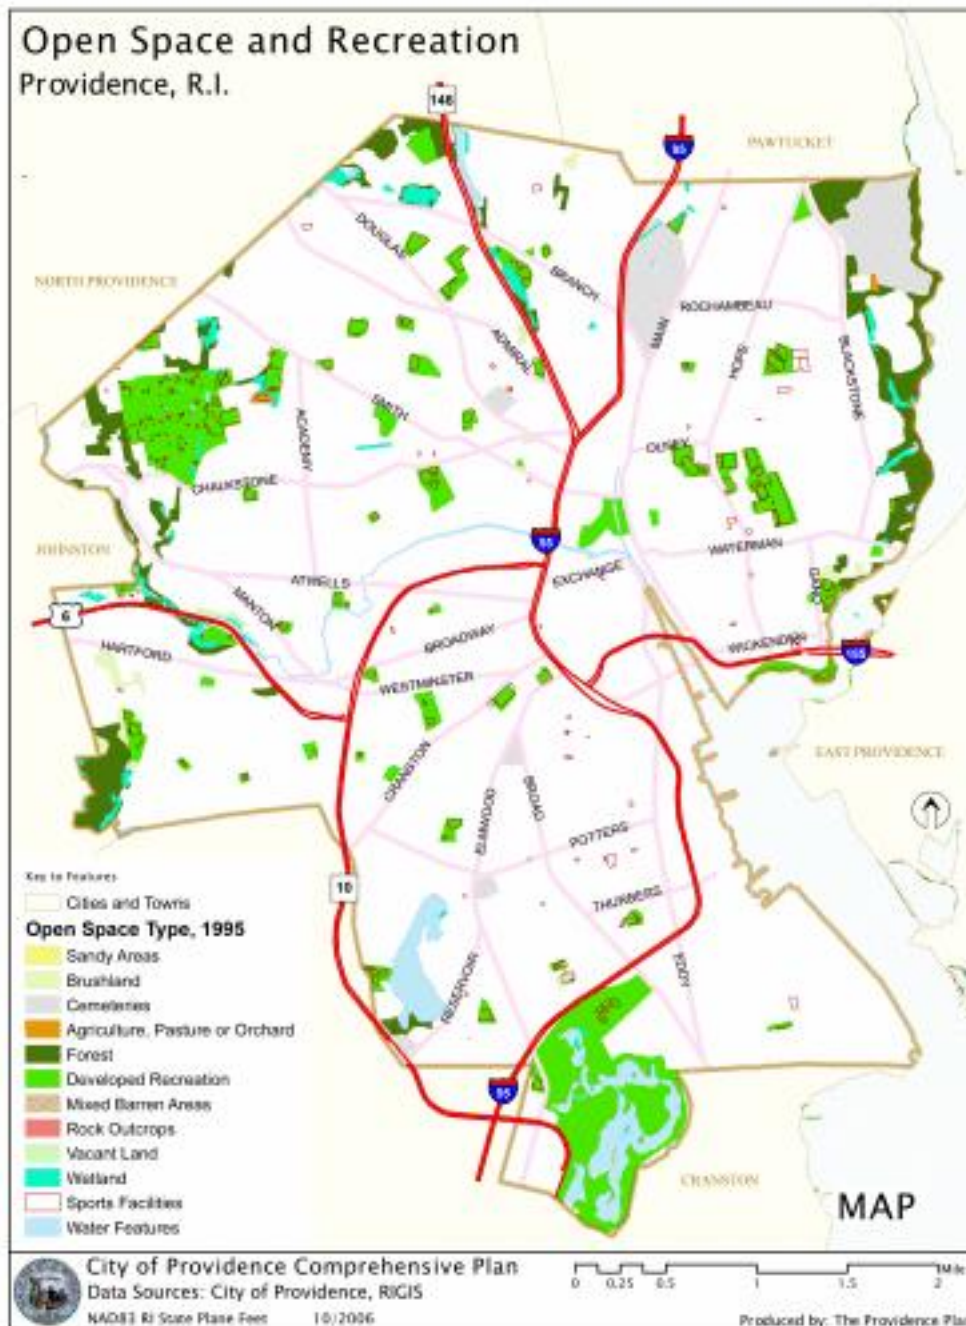 Open Space and Recreation
Providence, R.I.
146
95
PAWTUCKET
DOUGLAS
NORTH PROVIDENCE
BRANCH
ROCHAMBEAU
MAIN
ADMIRAL
HOPE
BLACKSTONE
SMITH
ACADEMY
OLNEY
CHALKSTONE
95
WATERMAN
JOHNSTON
EXCHANGE
ATWELLS
GANO
MANTON
6
BROADWAY
WICKENDEN
HARTFORD
195
WESTMINSTER
EAST PROVIDENCE
CRANSTON
BROAD
ELMWOOD
POTTERS
10
THURBERS
EDDY
RESERVOIR
95
CRANSTON
MAP
Key to Features
Cities and Towns
Open Space Type, 1995
Sandy Areas
Brushland
Cemeteries
Agriculture, Pasture or Orchard
Forest
Developed Recreation
Mixed Barren Areas
Rock Outcrops
Vacant Land
Wetland
Sports Facilities
Water Features
City of Providence Comprehensive Plan
Data Sources: City of Providence, RIGIS
NAD83 RI State Plane Feet 10/2006
0 0.25 0.5 1 1.5 2
Mile
Produced by: The Providence Plan